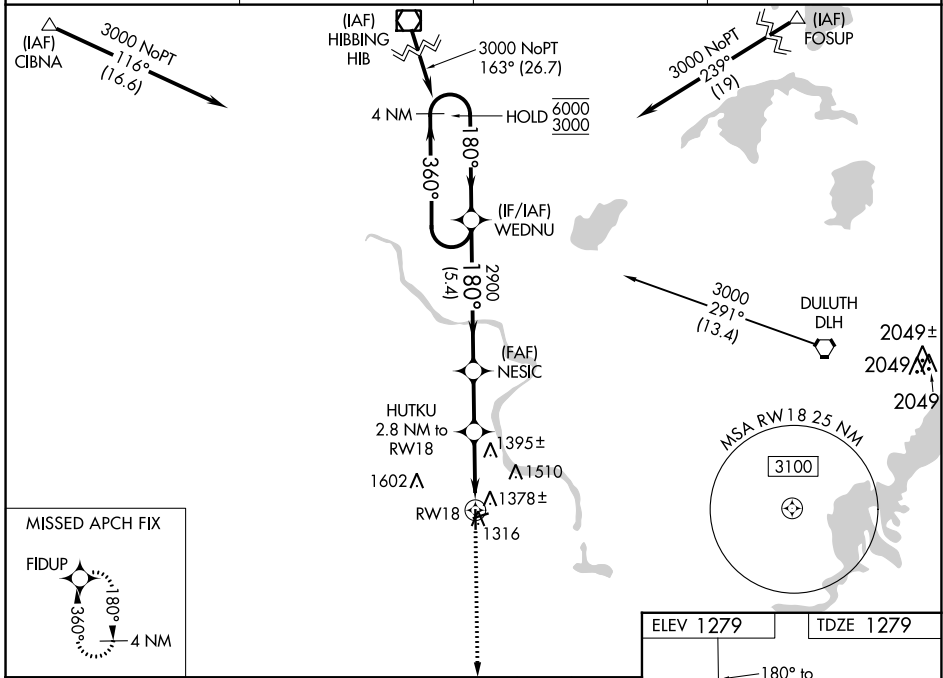 (IAF)
CIBNA
3000 NoPT
116°
(16.6)
(IAF)
HIBBING
HIB
3000 NoPT
163° (26.7)
(IAF)
FOSUP
3000 NoPT
239°
(19)
4 NM
HOLD
6000
3000
180°
360°
(IF/IAF)
WEDNU
2900
180°
(5.4)
3000
291°
(13.4)
DULUTH
DLH
2049±
2049
2049
(FAF)
NESIC
HUTKU
2.8 NM to
RW18
1395±
1510
1602
1378±
RW18
1316
MSA RW18 25 NM
3100
MISSED APCH FIX
FIDUP
180°
360°
4 NM
ELEV 1279
TDZE 1279
180° to